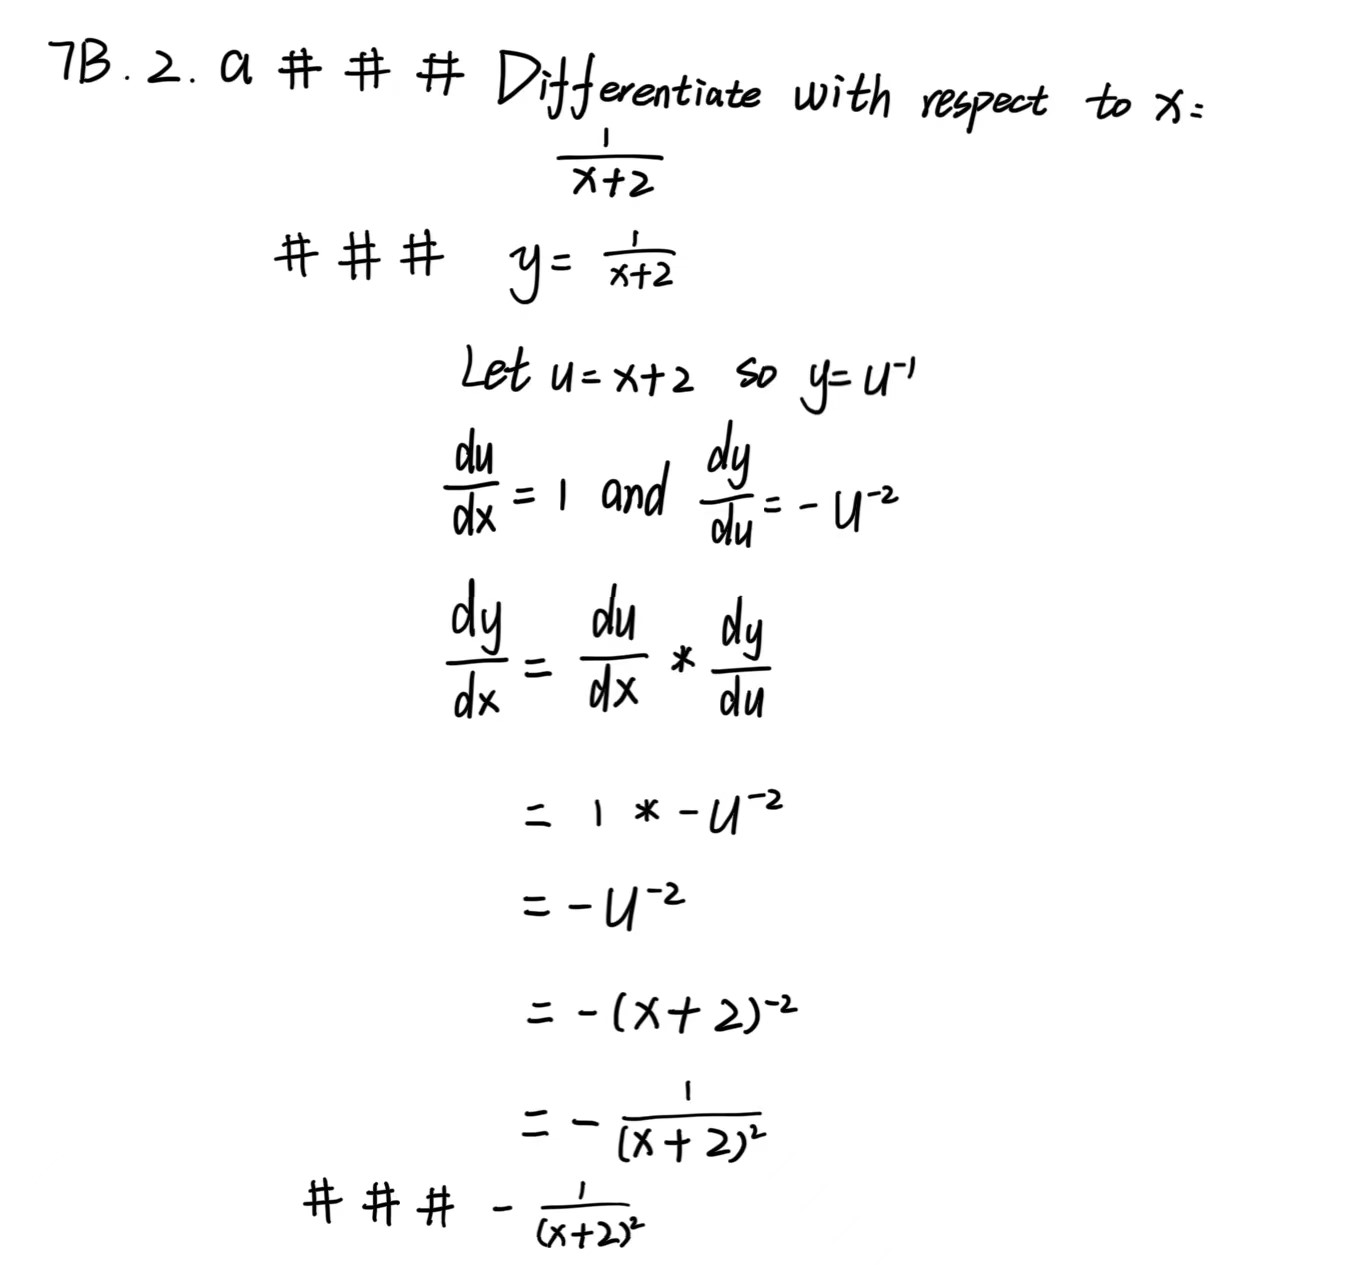 7B.2.a # # # Differentiate with respect to x:
\frac{1}{x+2}
# # # y = \frac{1}{x+2}
Let u = x+2 so y = u^{-1}
\frac{du}{dx} = 1 and \frac{dy}{du} = -u^{-2}
\frac{dy}{dx} = \frac{du}{dx} * \frac{dy}{du}
= 1 * -u^{-2}
= -u^{-2}
= -(x+2)^{-2}
= -\frac{1}{(x+2)^2}
# # # -\frac{1}{(x+2)^2}